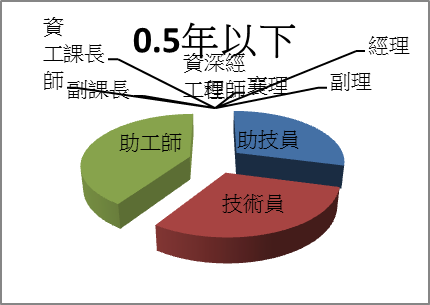 0.5年以下
資
工
師
課長
副課長
資深經
工程師
襄理
副理
經理
助工師
助技員
技術員